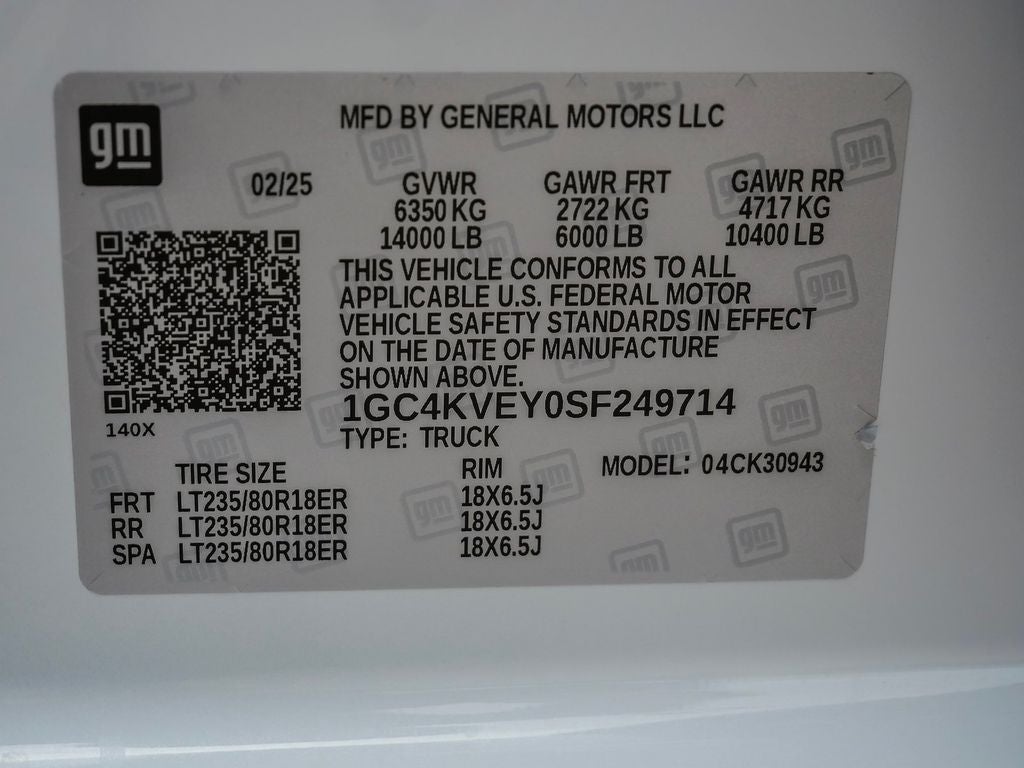 gm
MFD BY GENERAL MOTORS LLC
02/25 GVWR GAWR FRT GAWR RR
6350 KG 2722 KG 4717 KG
14000 LB 6000 LB 10400 LB
THIS VEHICLE CONFORMS TO ALL
APPLICABLE U.S. FEDERAL MOTOR
VEHICLE SAFETY STANDARDS IN EFFECT
ON THE DATE OF MANUFACTURE
SHOWN ABOVE.
1GC4KVEY0SF249714
140X
TYPE: TRUCK
TIRE SIZE RIM MODEL: 04CK30943
FRT LT235/80R18ER 18X6.5J
RR LT235/80R18ER 18X6.5J
SPA LT235/80R18ER 18X6.5J